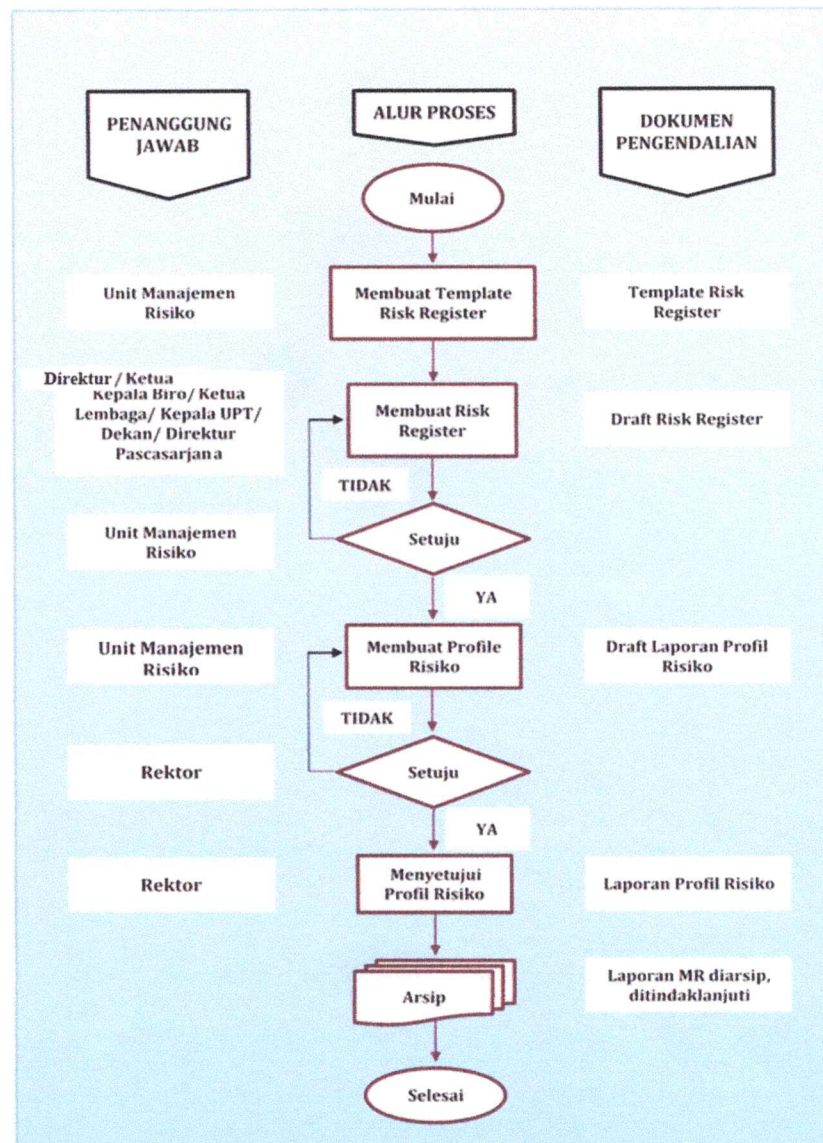 PENANGGUNG
JAWAB
ALUR PROSES
DOKUMEN
PENGENDALIAN
Mulai
Unit Manajemen
Risiko
Membuat Template
Risk Register
Template Risk
Register
Direktur / Ketua
Kepala Biro/ Ketua
Lembaga/ Kepala UPT/
Dekan/ Direktur
Pascasarjana
Membuat Risk
Register
Draft Risk Register
TIDAK
Unit Manajemen
Risiko
Setuju
YA
Unit Manajemen
Risiko
Membuat Profile
Risiko
Draft Laporan Profil
Risiko
TIDAK
Rektor
Setuju
YA
Rektor
Menyetujui
Profil Risiko
Laporan Profil Risiko
Arsip
Laporan MR diarsip,
ditindaklanjuti
Selesai